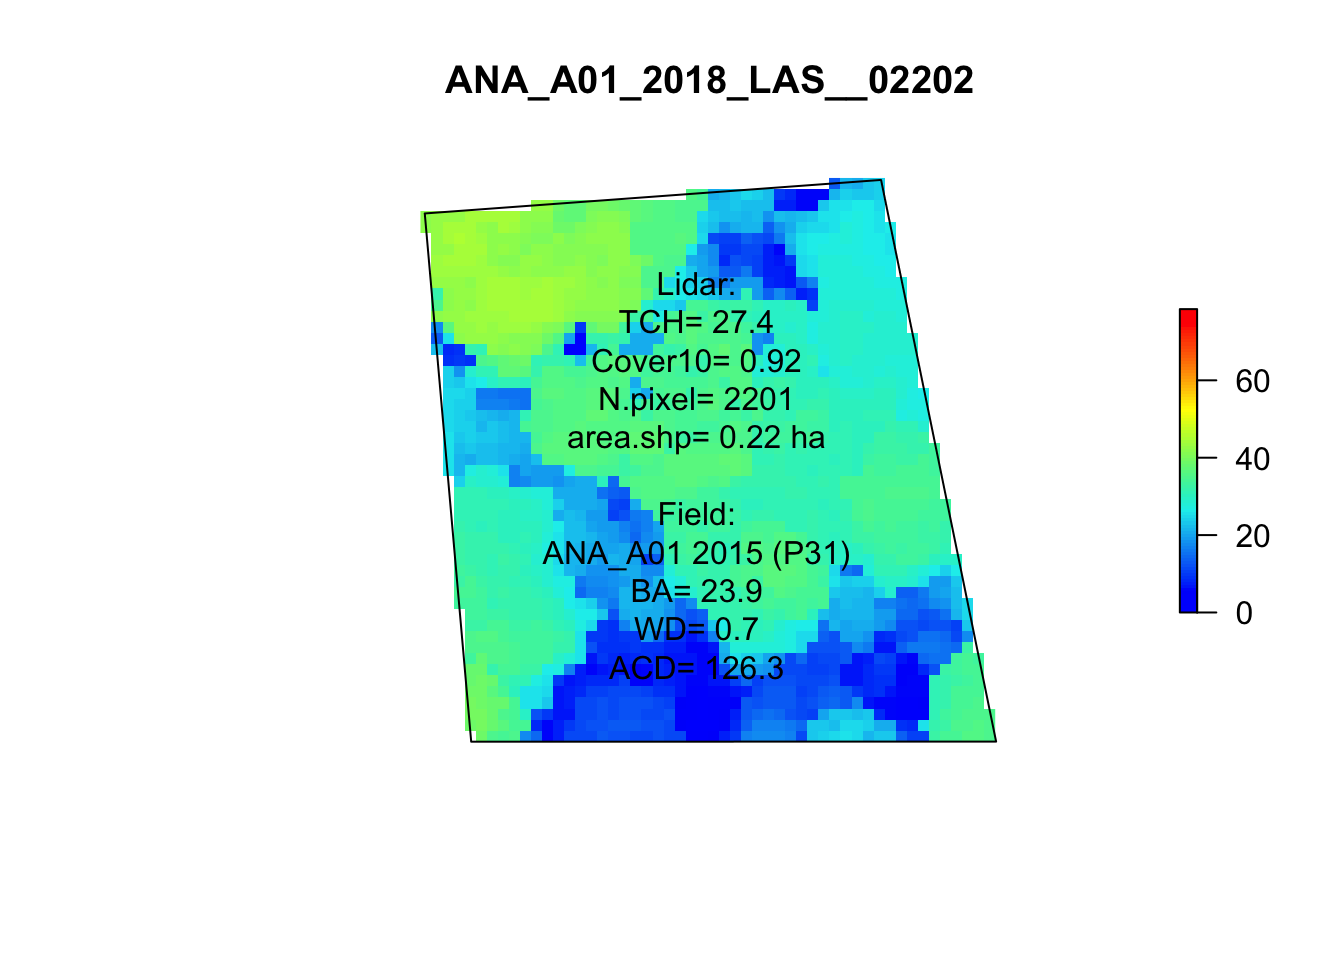 ANA_A01_2018_LAS__02202
Lidar:
TCH= 27.4
Cover10= 0.92
N.pixel= 2201
area.shp= 0.22 ha
Field:
ANA_A01 2015 (P31)
BA= 23.9
WD= 0.7
ACD= 126.3
60
40
20
0